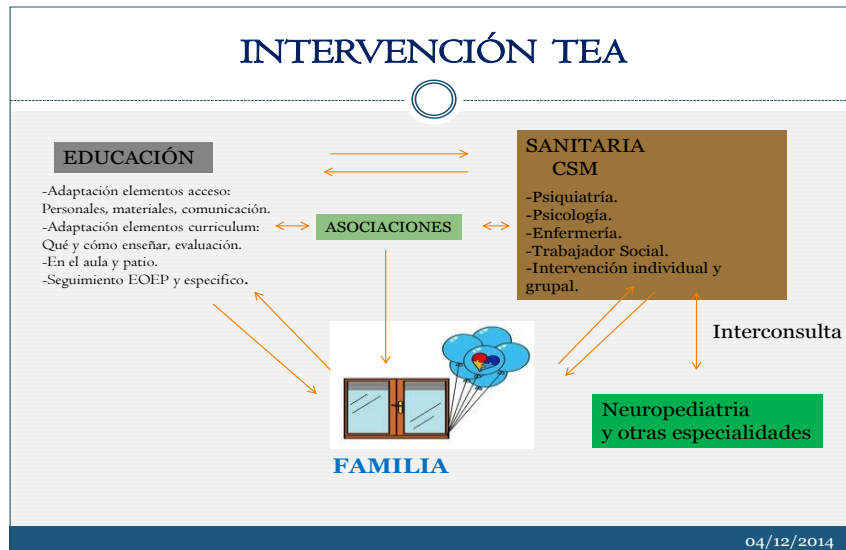 INTERVENCIÓN TEA
EDUCACIÓN
-Adaptación elementos acceso:
Personales, materiales, comunicación.
-Adaptación elementos curriculum:
Qué y cómo enseñar, evaluación.
-En el aula y patio.
-Seguimiento EOEP y especifico.
ASOCIACIONES
SANITARIA
CSM
-Psiquiatría.
-Psicología.
-Enfermería.
-Trabajador Social.
-Intervención individual y
grupal.
Interconsulta
Neuropediatria
y otras especialidades
FAMILIA
04/12/2014